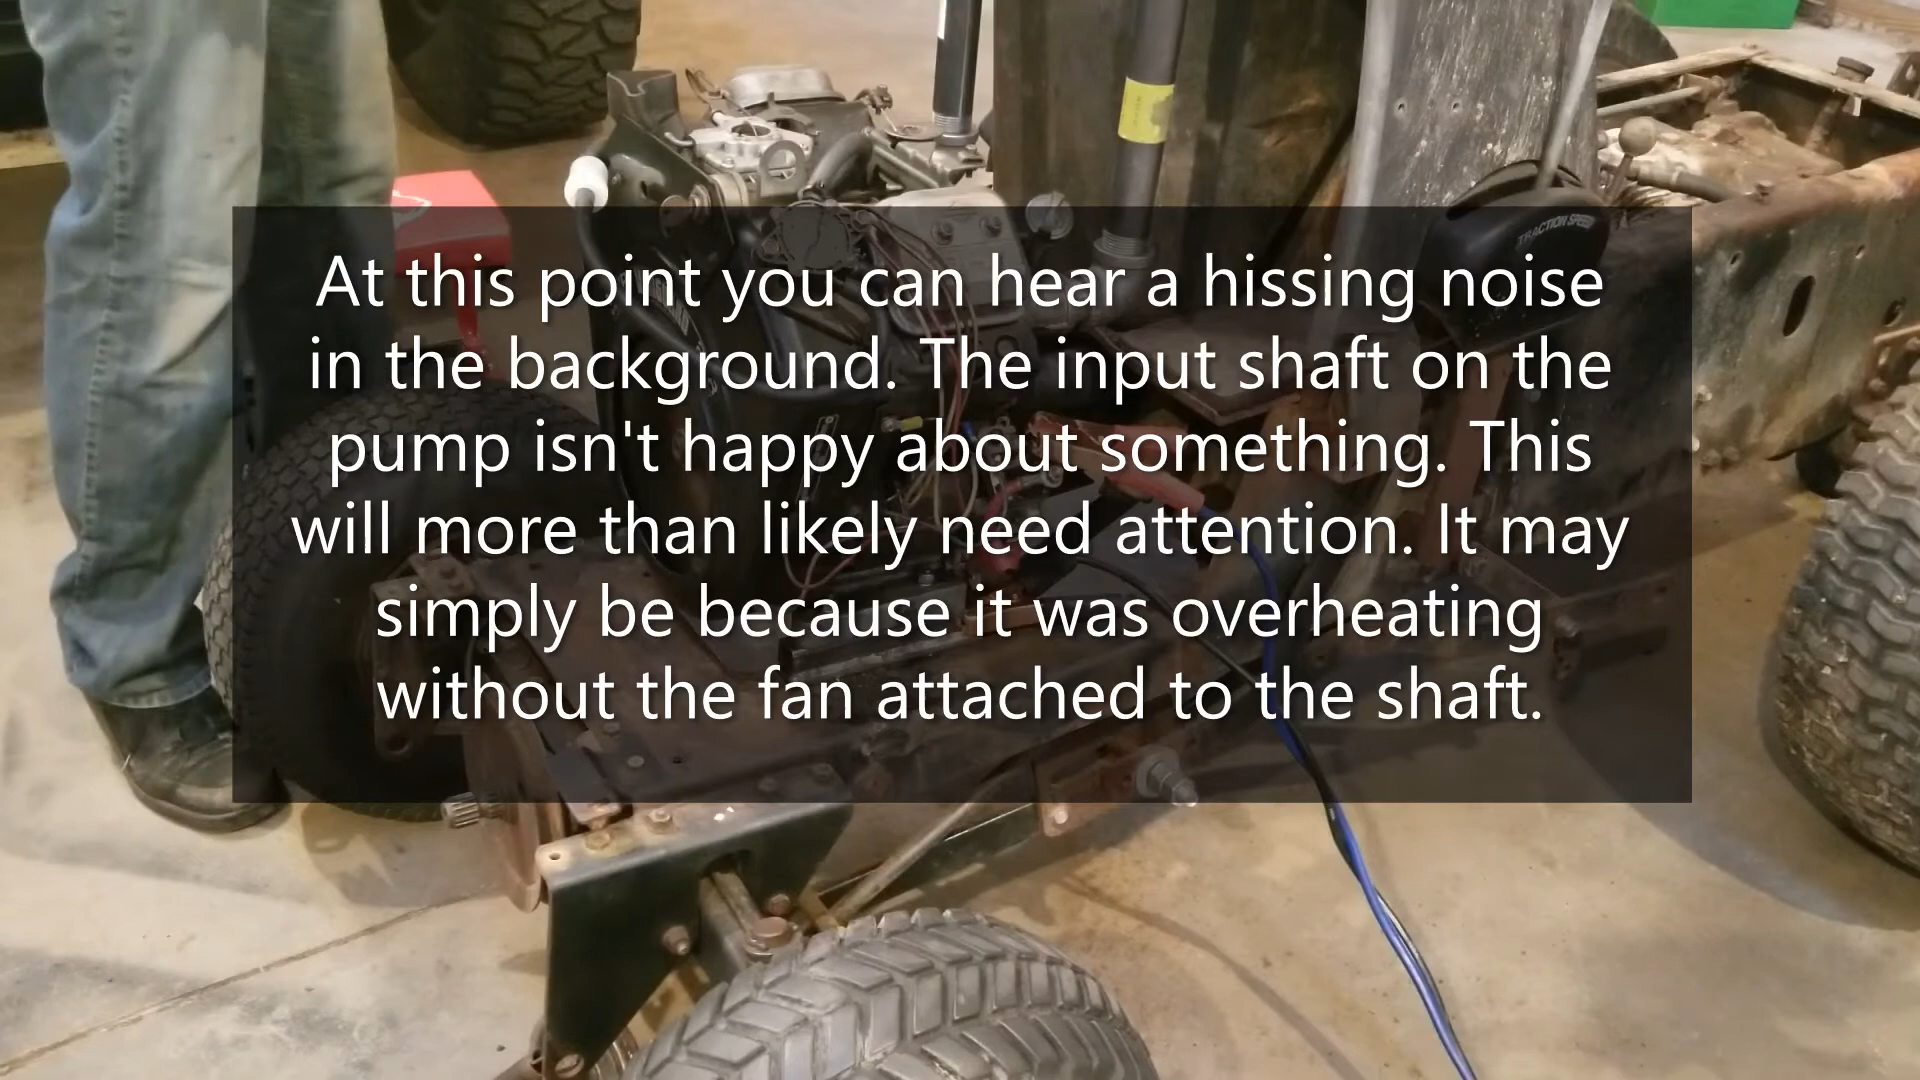 TRACTION SPEED
At this point you can hear a hissing noise
in the background. The input shaft on the
pump isn't happy about something. This
will more than likely need attention. It may
simply be because it was overheating
without the fan attached to the shaft.